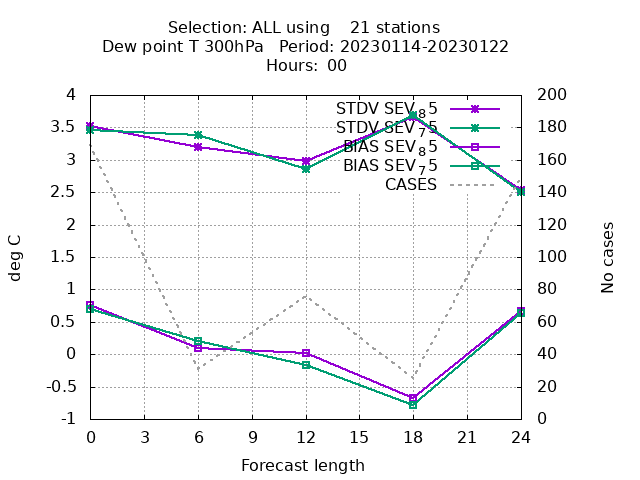 Selection: ALL using 21 stations
Dew point T 300hPa Period: 20230114-20230122
Hours: 00
4 200
STDV SEV_8 5
3.5 180
STDV SEV_7 5
BIAS SEV_8 5
3 160
BIAS SEV_7 5
CASES
2.5 140
2 120
1.5 100
1 80
0.5 60
0 40
-0.5 20
-1 0
deg C
No cases
0 3 6 9 12 15 18 21 24
Forecast length